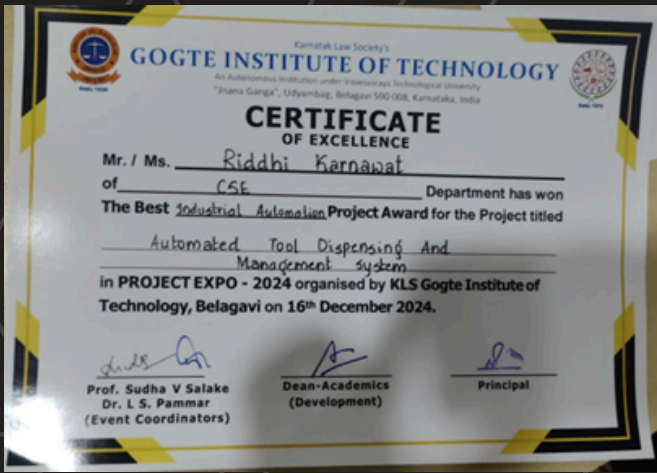 Karnatak Law Society's
GOGTE INSTITUTE OF TECHNOLOGY
An Autonomous Institution under Visvesvaraya Technological University
"Jnana Ganga", Udyambag, Belagavi 590 008, Karnataka, India
CERTIFICATE
OF EXCELLENCE
Mr. / Ms. Riddhi Karnawat
of CSE Department has won
The Best Industrial Automation Project Award for the Project titled
Automated Tool Dispensing And
Management System
in PROJECT EXPO - 2024 organised by KLS Gogte Institute of
Technology, Belagavi on 16th December 2024.
Prof. Sudha V Salake
Dr. L S. Pammar
(Event Coordinators)
Dean-Academics
(Development)
Principal